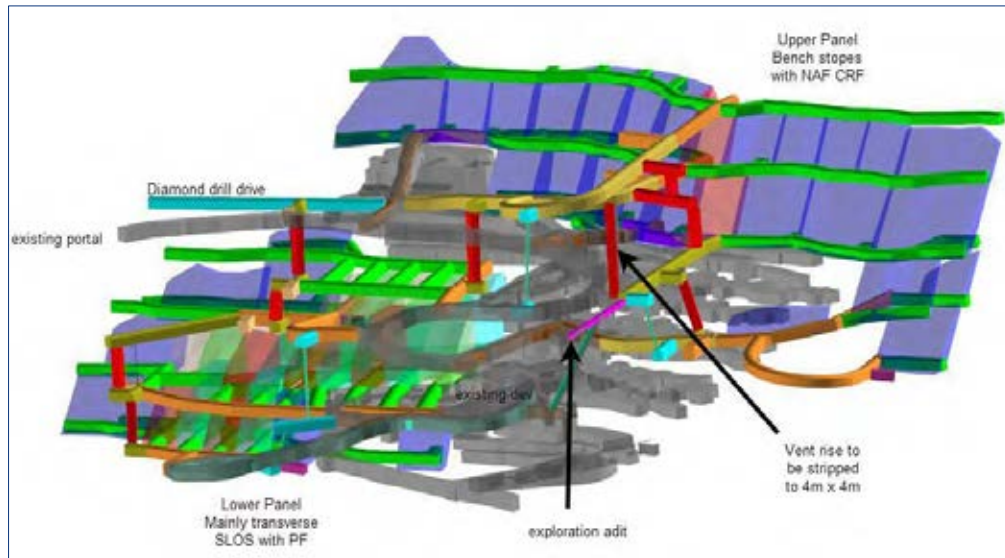 Upper Panel
Bench stopes
with NAF CRF
Diamond drill drive
existing portal
existing dev
Vent rise to
be stripped
to 4m x 4m
Lower Panel
Mainly transverse
SLOS with PF
exploration adit